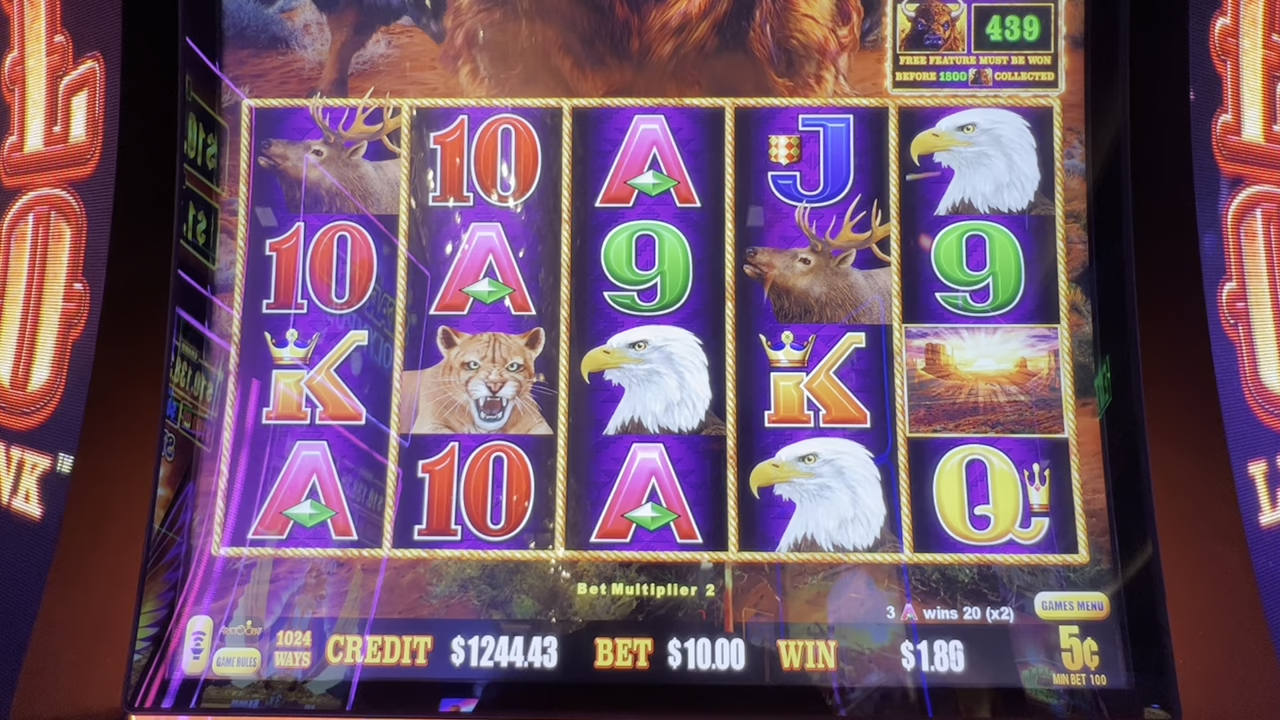 439
FREE FEATURE MUST BE WON
BEFORE 1800 COLLECTED
10 A J
10 A 9 9
K K
A 10 A Q
Bet Multiplier 2
3 A wins 20 (x2)
GAMES MENU
1024
WAYS
GAME RULES
CREDIT $1244.43 BET $10.00 WIN $1.86
5¢
MIN BET 100
LO
NK™